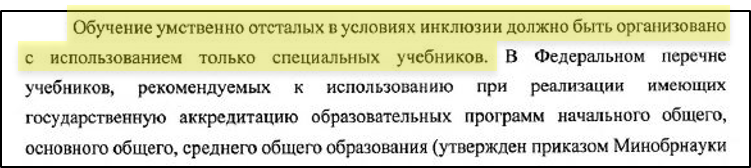 Обучение умственно отсталых в условиях инклюзии должно быть организовано
с использованием только специальных учебников. В Федеральном перечне
учебников, рекомендуемых к использованию при реализации имеющих
государственную аккредитацию образовательных программ начального общего,
основного общего, среднего общего образования (утвержден приказом Минобрнауки